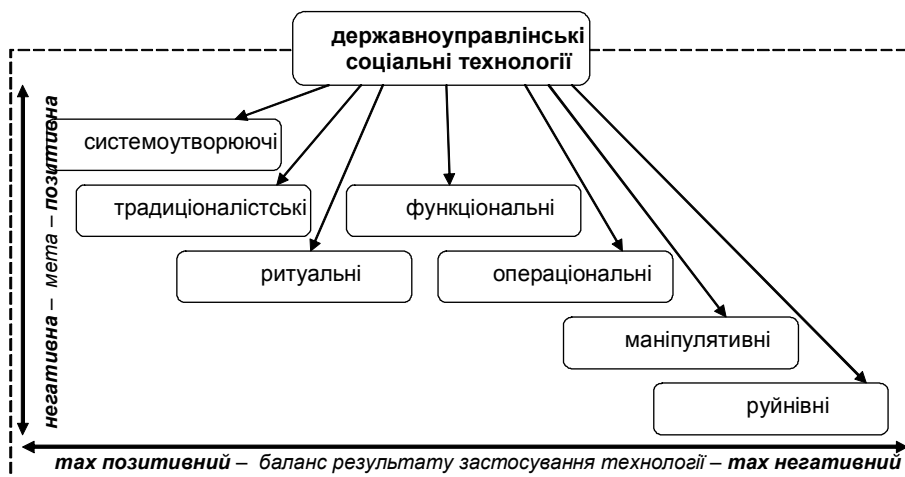 державноуправлінські
соціальні технології
системоутворюючі
традиціоналістські
функціональні
ритуальні
операціональні
маніпулятивні
руйнівні
негативна – мета – позитивна
max позитивний – баланс результату застосування технології – max негативний